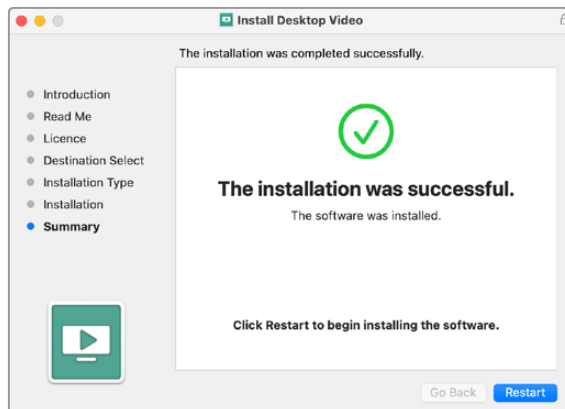 Install Desktop Video
The installation was completed successfully.
Introduction
Read Me
Licence
Destination Select
Installation Type
Installation
Summary
The installation was successful.
The software was installed.
Click Restart to begin installing the software.
Go Back
Restart